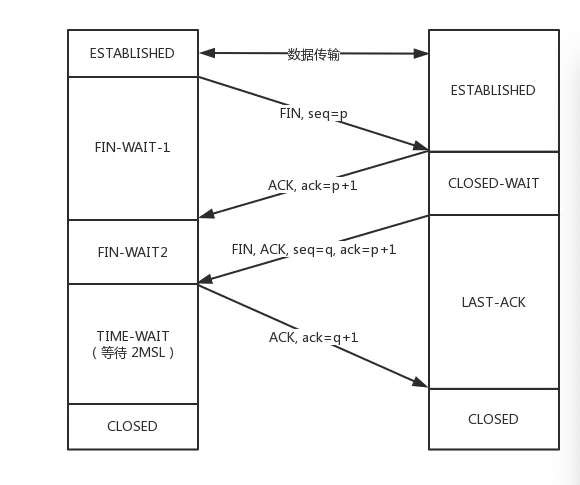 ESTABLISHED
数据传输
ESTABLISHED
FIN, seq=p
FIN-WAIT-1
CLOSED-WAIT
ACK, ack=p+1
FIN-WAIT2
FIN, ACK, seq=q, ack=p+1
LAST-ACK
TIME-WAIT
（等待 2MSL）
ACK, ack=q+1
CLOSED
CLOSED